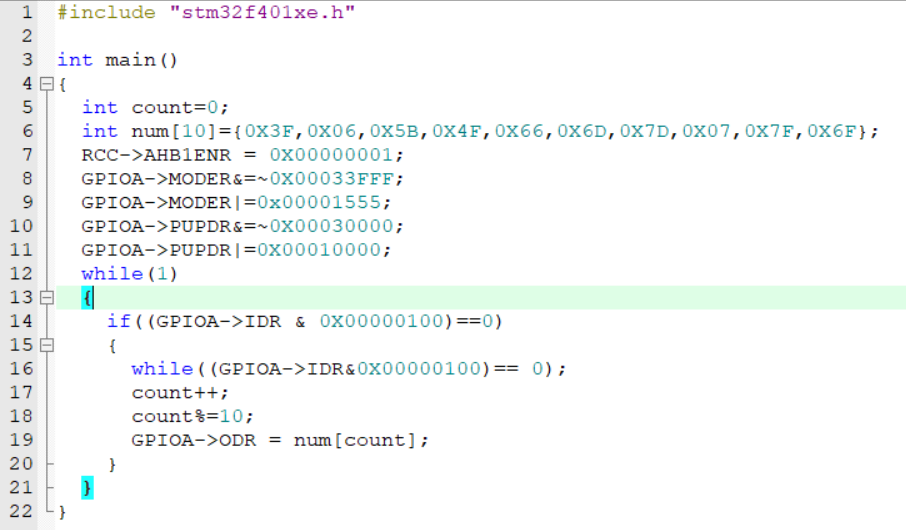 1 #include "stm32f401xe.h"
2
3 int main()
4 {
5 int count=0;
6 int num[10]={0X3F,0X06,0X5B,0X4F,0X66,0X6D,0X7D,0X07,0X7F,0X6F};
7 RCC->AHB1ENR = 0X00000001;
8 GPIOA->MODER&=~0X00033FFF;
9 GPIOA->MODER|=0x00001555;
10 GPIOA->PUPDR&=~0X00030000;
11 GPIOA->PUPDR|=0X00010000;
12 while(1)
13 {
14 if((GPIOA->IDR & 0X00000100)==0)
15 {
16 while((GPIOA->IDR&0X00000100)== 0);
17 count++;
18 count%=10;
19 GPIOA->ODR = num[count];
20 }
21 }
22 }